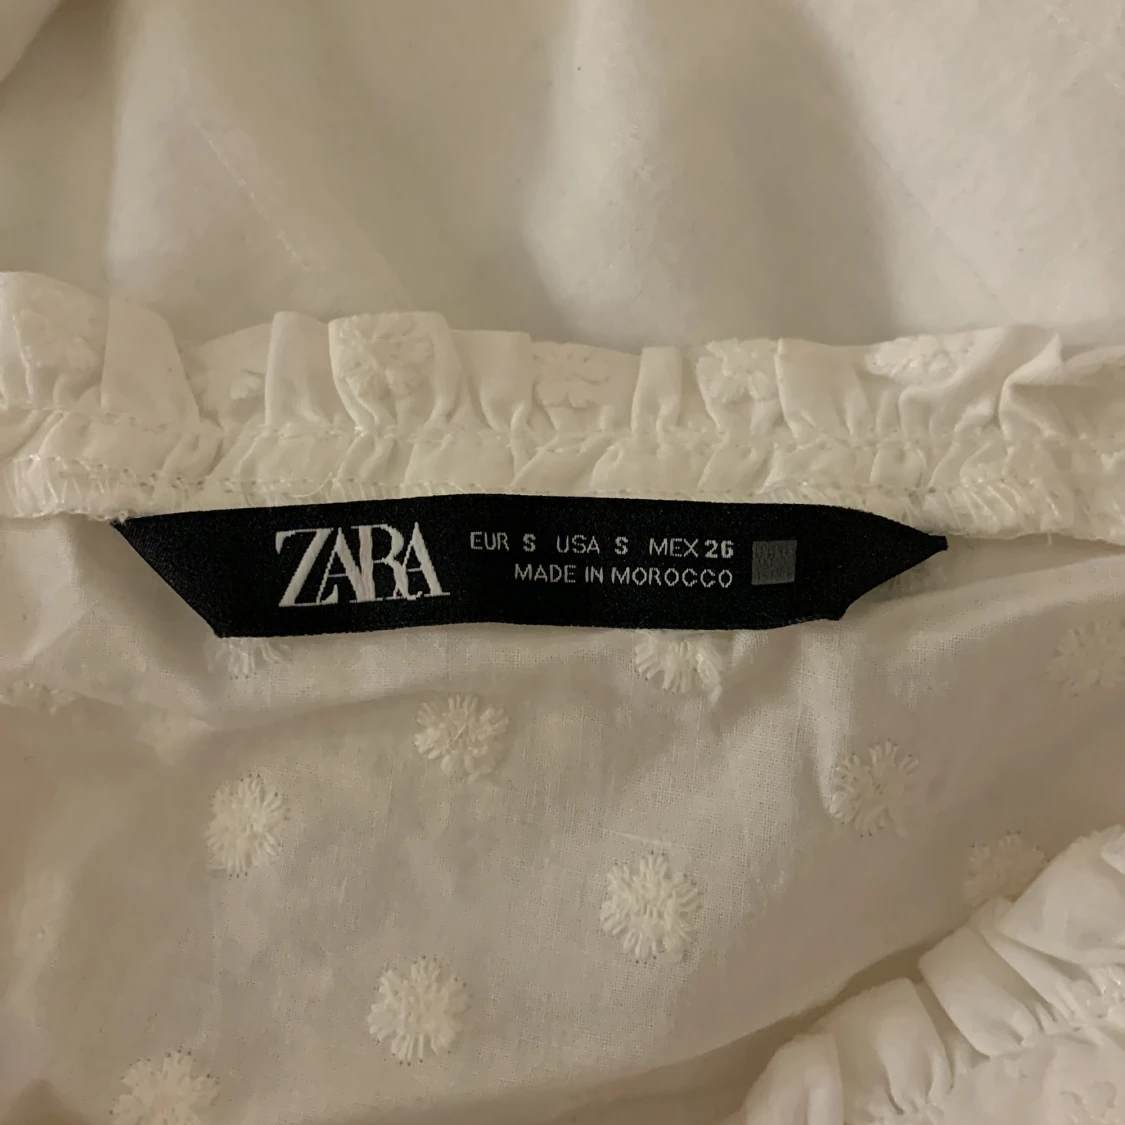 ZARA
EUR S USA S MEX 26
MADE IN MOROCCO